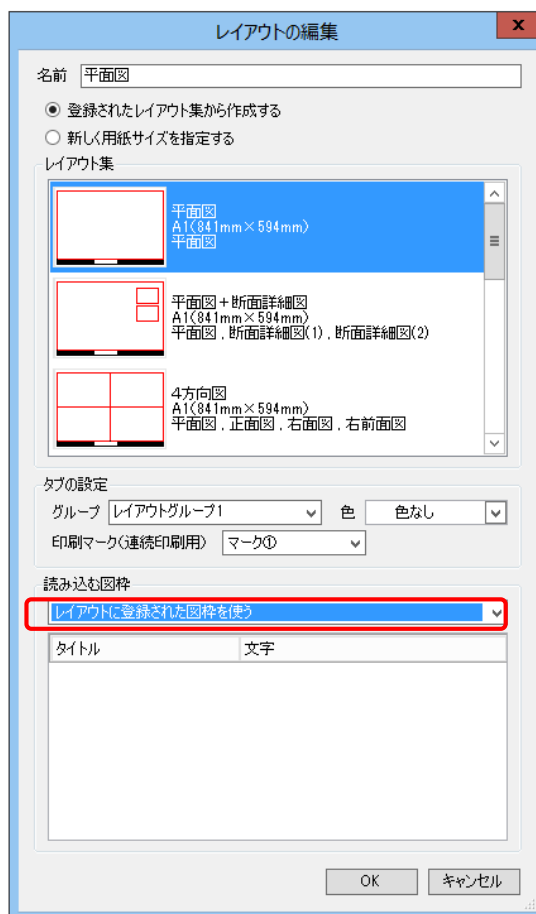 レイアウトの編集
x
名前 平面図
登録されたレイアウト集から作成する
新しく用紙サイズを指定する
レイアウト集
平面図
A1(841mm×594mm)
平面図
平面図+断面詳細図
A1(841mm×594mm)
平面図,断面詳細図(1),断面詳細図(2)
4方向図
A1(841mm×594mm)
平面図,正面図,右面図,右前面図
タブの設定
グループ レイアウトグループ1 色 色なし
印刷マーク(連続印刷用) マーク①
読み込む図枠
レイアウトに登録された図枠を使う
タイトル 文字
OK キャンセル